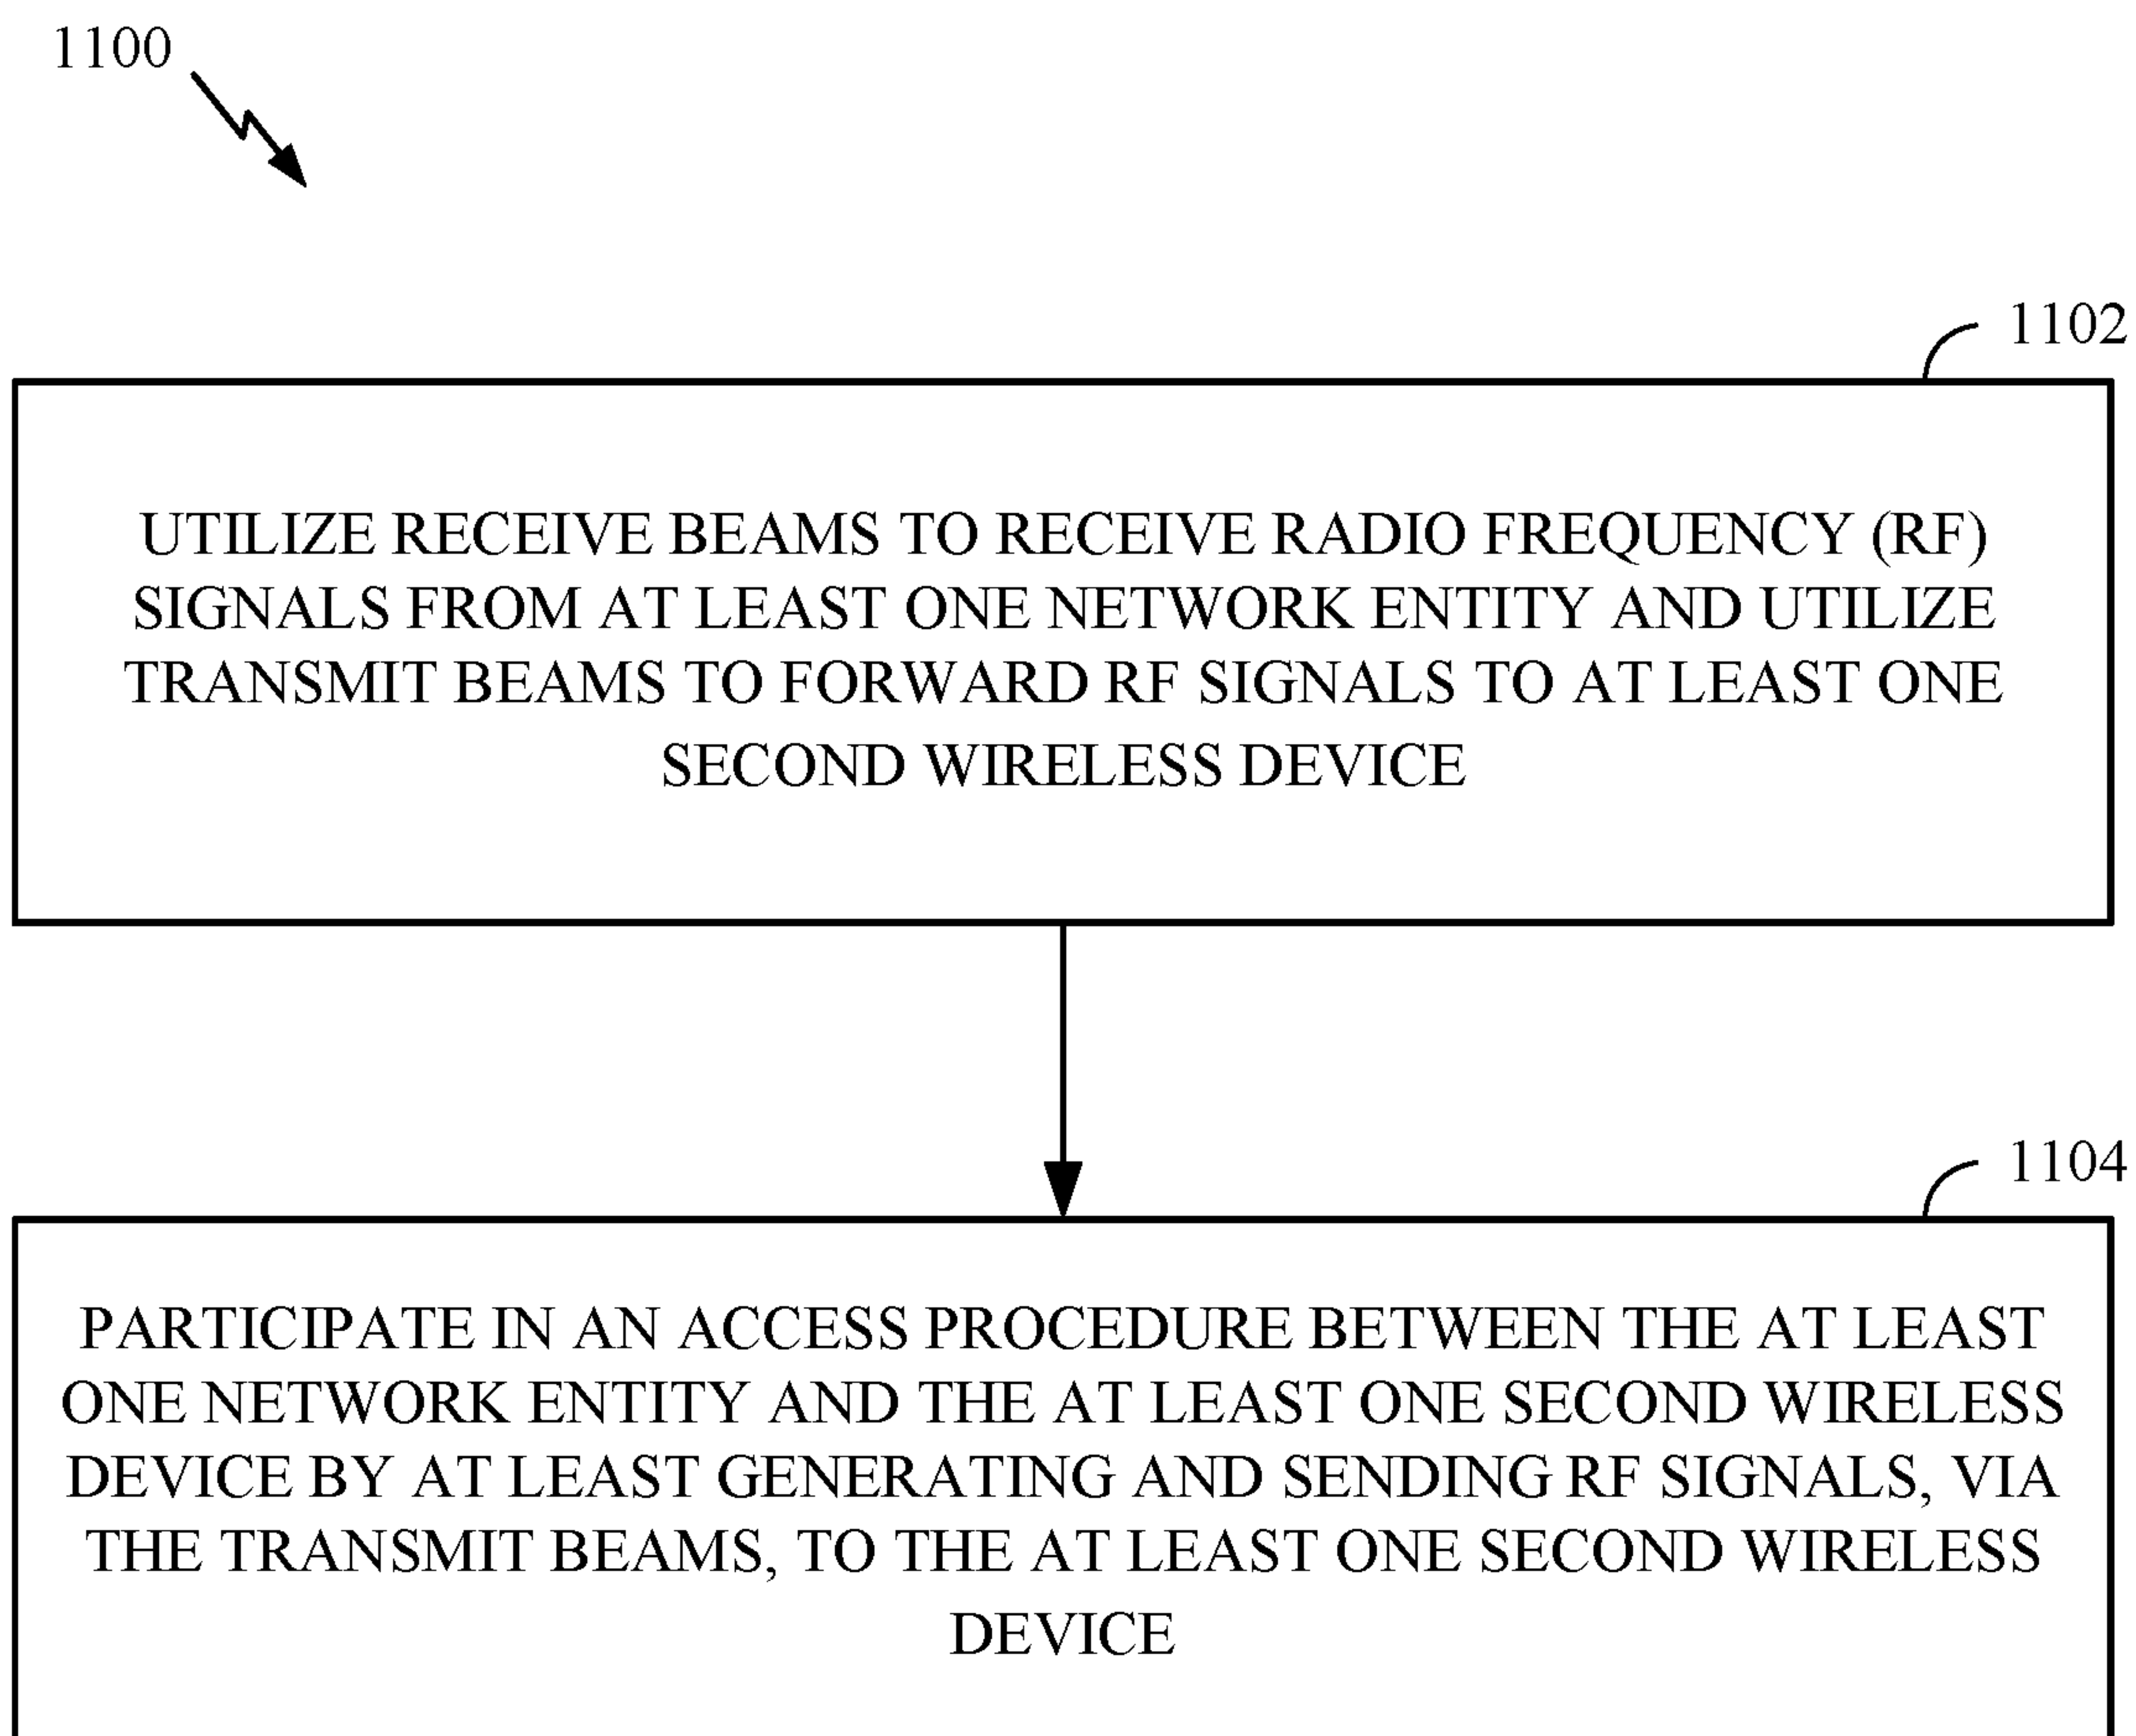 1100
1102
UTILIZE RECEIVE BEAMS TO RECEIVE RADIO FREQUENCY (RF)
SIGNALS FROM AT LEAST ONE NETWORK ENTITY AND UTILIZE
TRANSMIT BEAMS TO FORWARD RF SIGNALS TO AT LEAST ONE
SECOND WIRELESS DEVICE
1104
PARTICIPATE IN AN ACCESS PROCEDURE BETWEEN THE AT LEAST
ONE NETWORK ENTITY AND THE AT LEAST ONE SECOND WIRELESS
DEVICE BY AT LEAST GENERATING AND SENDING RF SIGNALS, VIA
THE TRANSMIT BEAMS, TO THE AT LEAST ONE SECOND WIRELESS
DEVICE